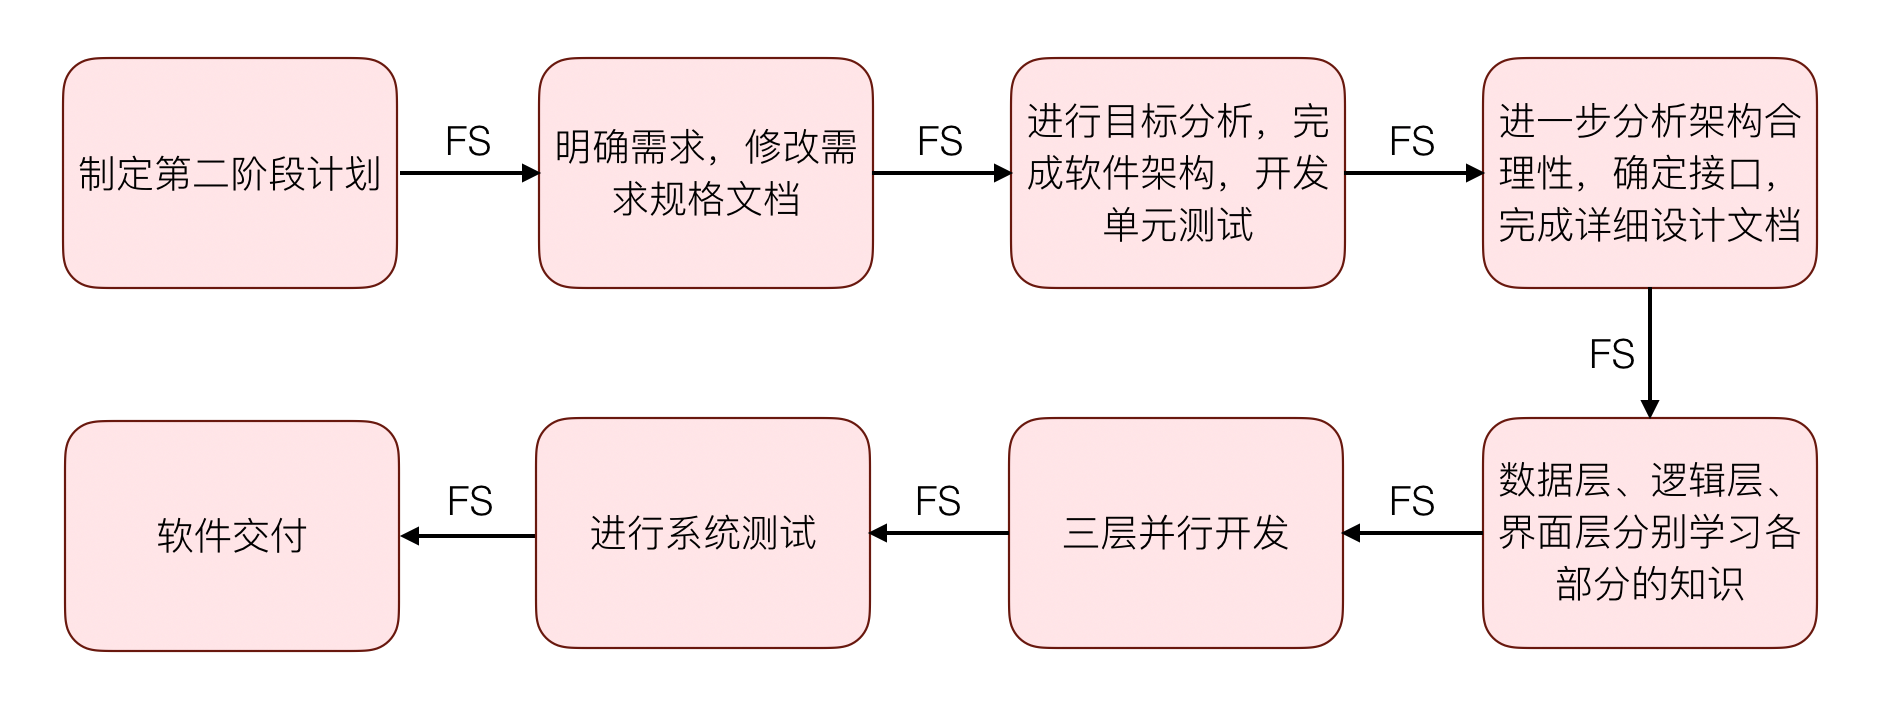 制定第二阶段计划
FS
明确需求，修改需
求规格文档
FS
进行目标分析，完
成软件架构，开发
单元测试
FS
进一步分析架构合
理性，确定接口，
完成详细设计文档
FS
数据层、逻辑层、
界面层分别学习各
部分的知识
FS
三层并行开发
FS
进行系统测试
FS
软件交付